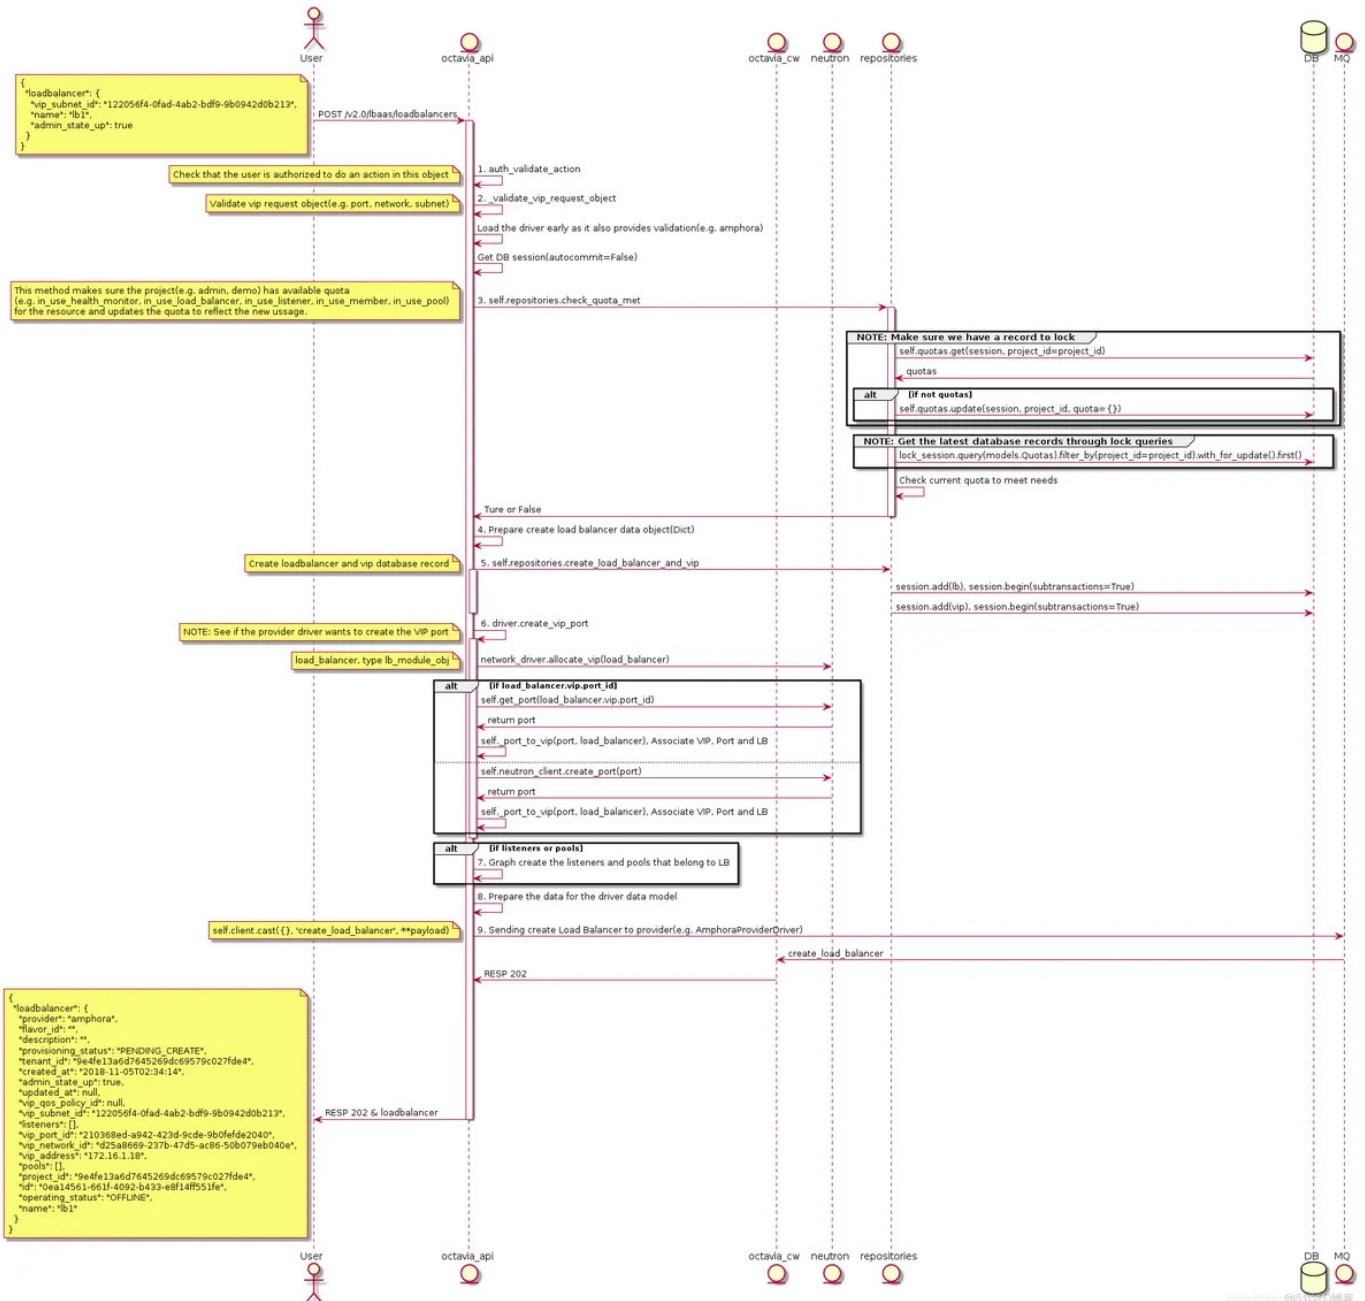 User
octavia_api
octavia_cw
neutron
repositories
DB
MQ
{
"loadbalancer": {
"vip_subnet_id": "122056f4-0fad-4ab2-bdf9-9b0942d0b213",
"name": "lb1",
"admin_state_up": true
}
}
POST /v2.0/lbaas/loadbalancers
Check that the user is authorized to do an action in this object
1. auth_validate_action
Validate vip request object(e.g. port, network, subnet)
2. _validate_vip_request_object
Load the driver early as it also provides validation(e.g. amphora)
Get DB session(autocommit=False)
This method makes sure the project(e.g. admin, demo) has available quota
(e.g. in_use_health_monitor, in_use_load_balancer, in_use_listener, in_use_member, in_use_pool)
for the resource and updates the quota to reflect the new ussage.
3. self.repositories.check_quota_met
NOTE: Make sure we have a record to lock
self.quotas.get(session, project_id=project_id)
quotas
alt [if not quotas]
self.quotas.update(session, project_id, quota={})
NOTE: Get the latest database records through lock queries
lock_session.query(models.Quotas).filter_by(project_id=project_id).with_for_update().first()
Check current quota to meet needs
Ture or False
4. Prepare create load balancer data object(Dict)
Create loadbalancer and vip database record
5. self.repositories.create_load_balancer_and_vip
session.add(lb), session.begin(subtransactions=True)
session.add(vip), session.begin(subtransactions=True)
NOTE: See if the provider driver wants to create the VIP port
6. driver.create_vip_port
load_balancer, type lb_module_obj
network_driver.allocate_vip(load_balancer)
alt [if load_balancer.vip.port_id]
self.get_port(load_balancer.vip.port_id)
return port
self._port_to_vip(port, load_balancer), Associate VIP, Port and LB
self.neutron_client.create_port(port)
return port
self._port_to_vip(port, load_balancer), Associate VIP, Port and LB
alt [if listeners or pools]
7. Graph create the listeners and pools that belong to LB
8. Prepare the data for the driver data model
self.client.cast({}, 'create_load_balancer', **payload)
9. Sending create Load Balancer to provider(e.g. AmphoraProviderDriver)
create_load_balancer
RESP 202
{
"loadbalancer": {
"provider": "amphora",
"flavor_id": "",
"description": "",
"provisioning_status": "PENDING_CREATE",
"tenant_id": "9e4fe13a6d7645269dc69579c027fde4",
"created_at": "2018-11-05T02:34:14",
"admin_state_up": true,
"updated_at": null,
"vip_qos_policy_id": null,
"vip_subnet_id": "122056f4-0fad-4ab2-bdf9-9b0942d0b213",
"listeners": [],
"vip_port_id": "210368ed-a942-423d-9cde-9b0fefde2040",
"vip_network_id": "d25a8669-237b-47d5-ac86-50b079eb040e",
"vip_address": "172.16.1.18",
"pools": [],
"project_id": "9e4fe13a6d7645269dc69579c027fde4",
"id": "0ea14561-661f-4092-b433-e8f14ff551fe",
"operating_status": "OFFLINE",
"name": "lb1"
}
}
RESP 202 & loadbalancer
User
octavia_api
octavia_cw
neutron
repositories
DB
MQ